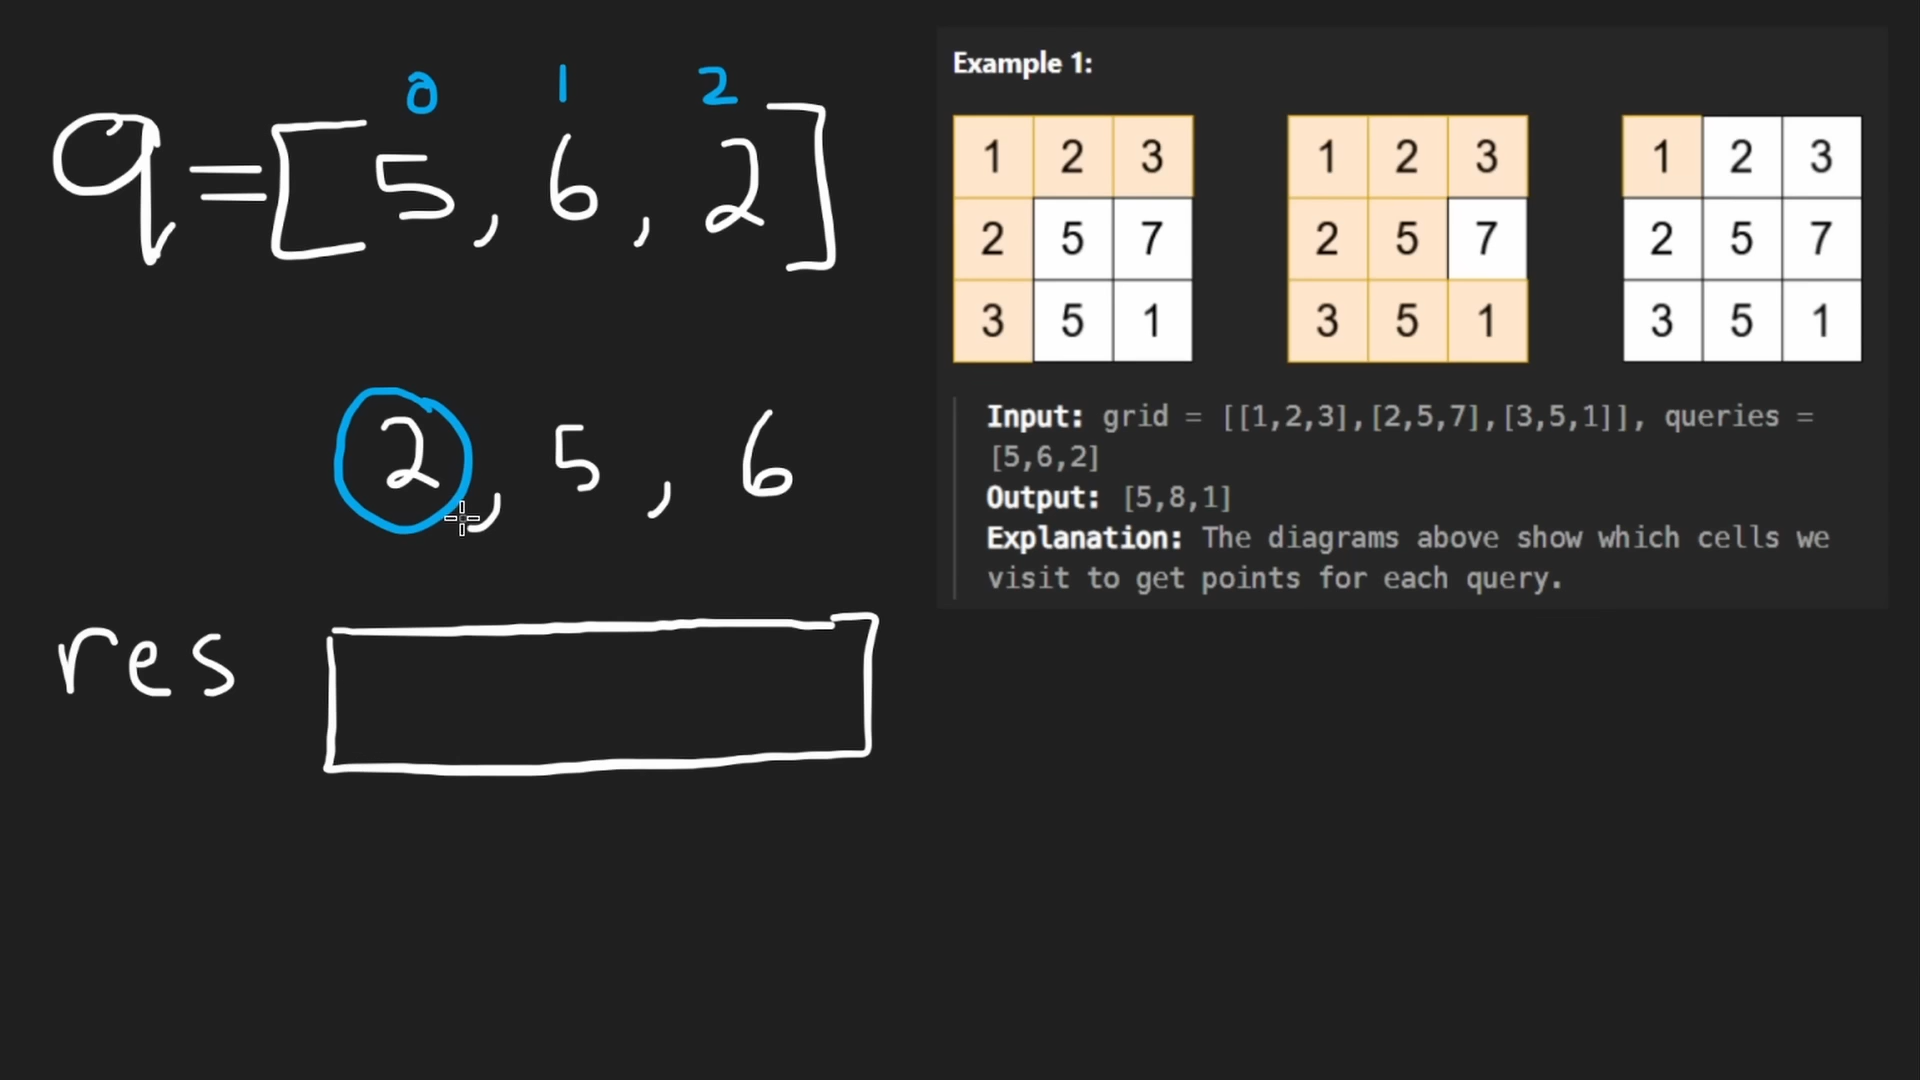 0 1 2
q=[5,6,2]
2, 5, 6
res
Example 1:
1 2 3
2 5 7
3 5 1
1 2 3
2 5 7
3 5 1
1 2 3
2 5 7
3 5 1
Input: grid = [[1,2,3],[2,5,7],[3,5,1]], queries =
[5,6,2]
Output: [5,8,1]
Explanation: The diagrams above show which cells we
visit to get points for each query.